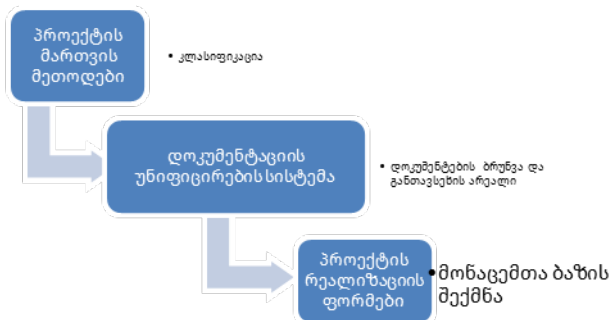 პროექტის
მართვის
მეთოდები
• კლასიფიკაცია
დოკუმენტაციის
უნიფიცირების სისტემა
• დოკუმენტების ბრუნვა და
განთავსების არეალი
პროექტის
რეალიზაციის
ფორმები
• მონაცემთა ბაზის
შექმნა